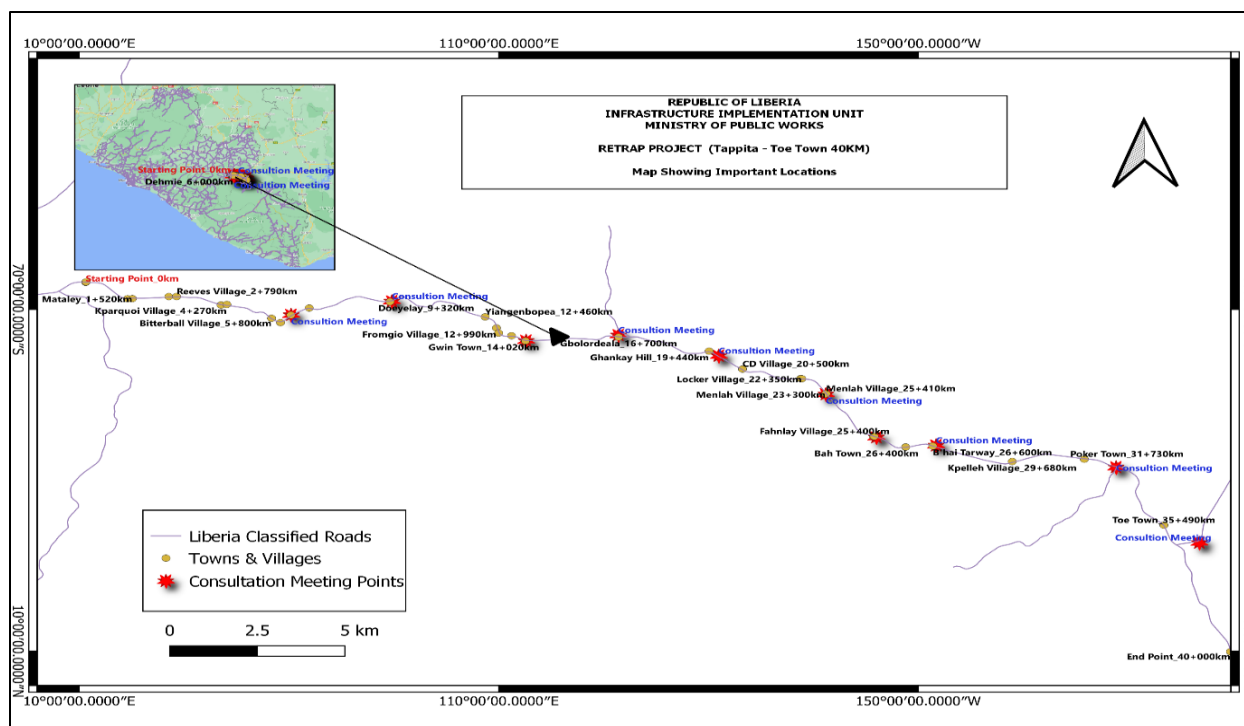 10°00′00.0000″E
110°00′00.0000″E
150°00′00.0000″W
REPUBLIC OF LIBERIA
INFRASTRUCTURE IMPLEMENTATION UNIT
MINISTRY OF PUBLIC WORKS
RETRAP PROJECT (Tappita - Toe Town 40KM)
Map Showing Important Locations
Starting Point_0km
Consultion Meeting
Dehmie_6+000km
Consultion Meeting
70°00′00.0000″S
Starting Point_0km
Mataley_1+520km
Reeves Village_2+790km
Kparquoi Village_4+270km
Bitterball Village_5+800km
Consultion Meeting
Consultion Meeting
Doeyelay_9+320km
Yiangenbopea_12+460km
Fromgio Village_12+990km
Gwin Town_14+020km
Consultion Meeting
Gbolordeala_16+700km
Consultion Meeting
Ghankay Hill_19+440km
CD Village_20+500km
Locker Village_22+350km
Menlah Village_25+410km
Menlah Village_23+300km
Consultion Meeting
Fahnlay Village_25+400km
Consultion Meeting
Bah Town_26+400km
B'hai Tarway_26+600km
Poker Town_31+730km
Kpelleh Village_29+680km
Consultion Meeting
Toe Town_35+490km
Consultion Meeting
End Point_40+000km
Liberia Classified Roads
Towns & Villages
Consultation Meeting Points
0 2.5 5 km
10°00′00.0000″N
10°00′00.0000″E
110°00′00.0000″E
150°00′00.0000″W